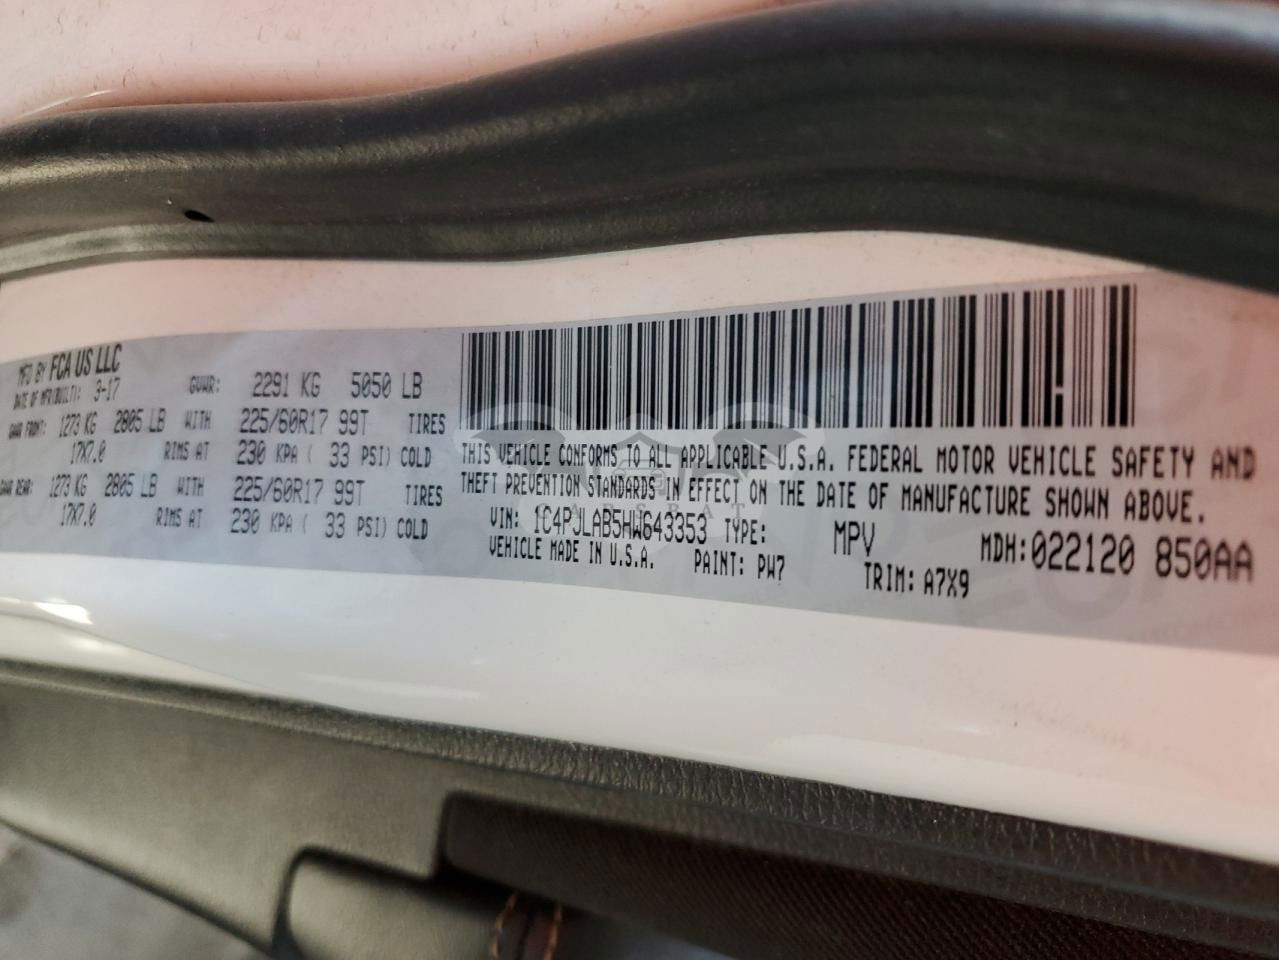 MFD BY FCA US LLC
DATE OF MFR(BUILT): 3-17 GVWR: 2291 KG 5050 LB
GAWR FRONT: 1273 KG 2805 LB WITH 225/60R17 99T TIRES
17X7.0 RIMS AT 230 KPA ( 33 PSI) COLD
GAWR REAR: 1273 KG 2805 LB WITH 225/60R17 99T TIRES
17X7.0 RIMS AT 230 KPA ( 33 PSI) COLD
THIS VEHICLE CONFORMS TO ALL APPLICABLE U.S.A. FEDERAL MOTOR VEHICLE SAFETY AND
THEFT PREVENTION STANDARDS IN EFFECT ON THE DATE OF MANUFACTURE SHOWN ABOVE.
VIN: 1C4PJLAB5HW643353 TYPE: MPV MDH:022120 850AA
VEHICLE MADE IN U.S.A. PAINT: PW7 TRIM: A7X9
CARSBAT